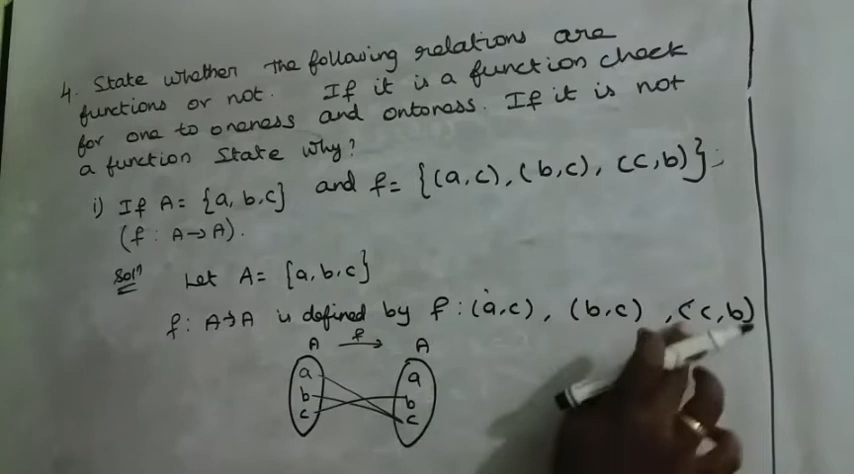 4. State whether the following relations are
functions or not. If it is a function check
for one to oneness and ontoness. If it is not
a function State why?
i) If A = {a, b, c} and f = {(a, c), (b, c), (c, b)};
(f : A → A).
Solⁿ Let A = {a, b, c}
f : A → A is defined by f : (a, c), (b, c), (c, b)
A f→ A
a a
b b
c c